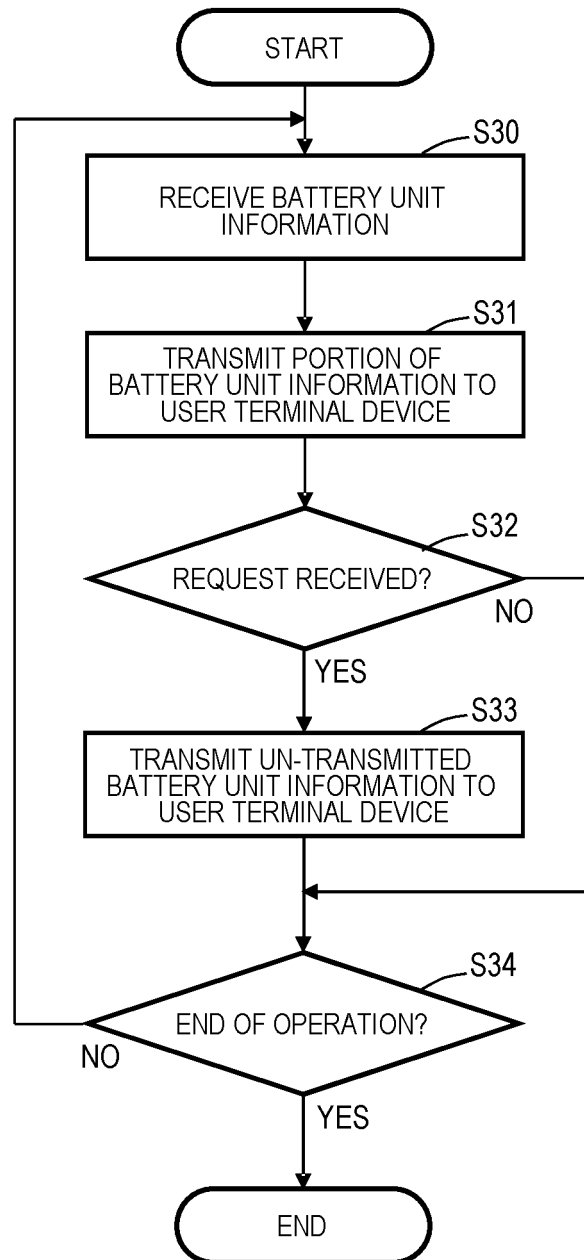 START
S30
RECEIVE BATTERY UNIT
INFORMATION
S31
TRANSMIT PORTION OF
BATTERY UNIT INFORMATION TO
USER TERMINAL DEVICE
S32
REQUEST RECEIVED?
NO
YES
S33
TRANSMIT UN-TRANSMITTED
BATTERY UNIT INFORMATION TO
USER TERMINAL DEVICE
S34
END OF OPERATION?
NO
YES
END